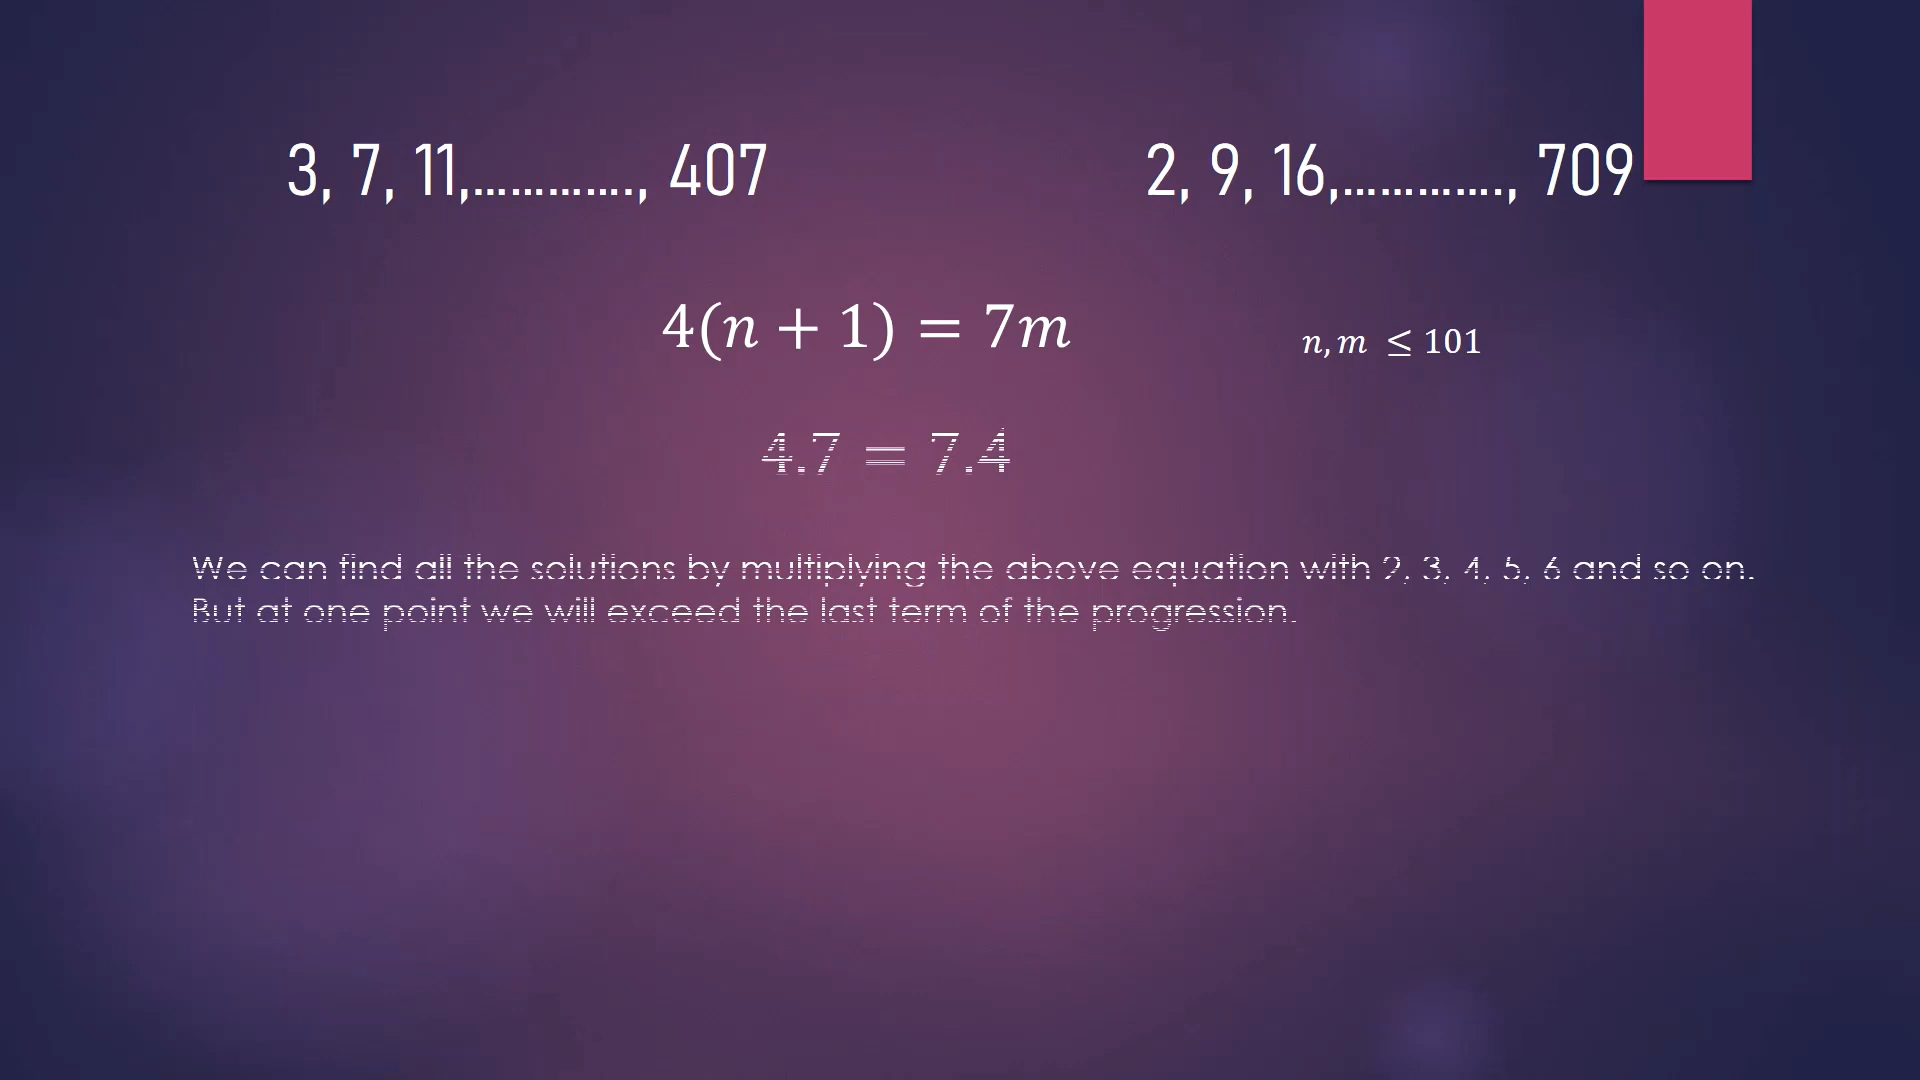 3, 7, 11,…………., 407
2, 9, 16,…………., 709
4(n + 1) = 7m
n, m ≤ 101
4.7 = 7.4
We can find all the solutions by multiplying the above equation with 2, 3, 4, 5, 6 and so on.
But at one point we will exceed the last term of the progression.